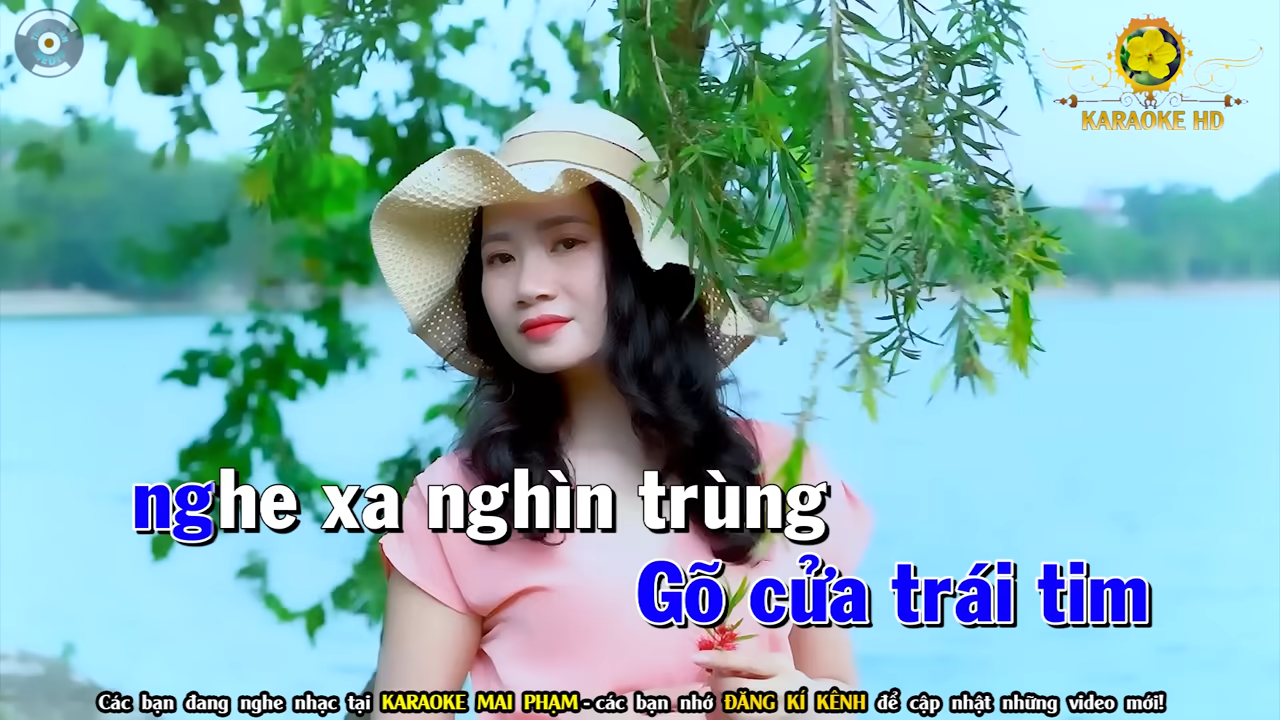 KARAOKE HD
nghe xa nghìn trùng
Gõ cửa trái tim
Các bạn đang nghe nhạc tại KARAOKE MAI PHẠM - các bạn nhớ ĐĂNG KÍ KÊNH để cập nhật những video mới!